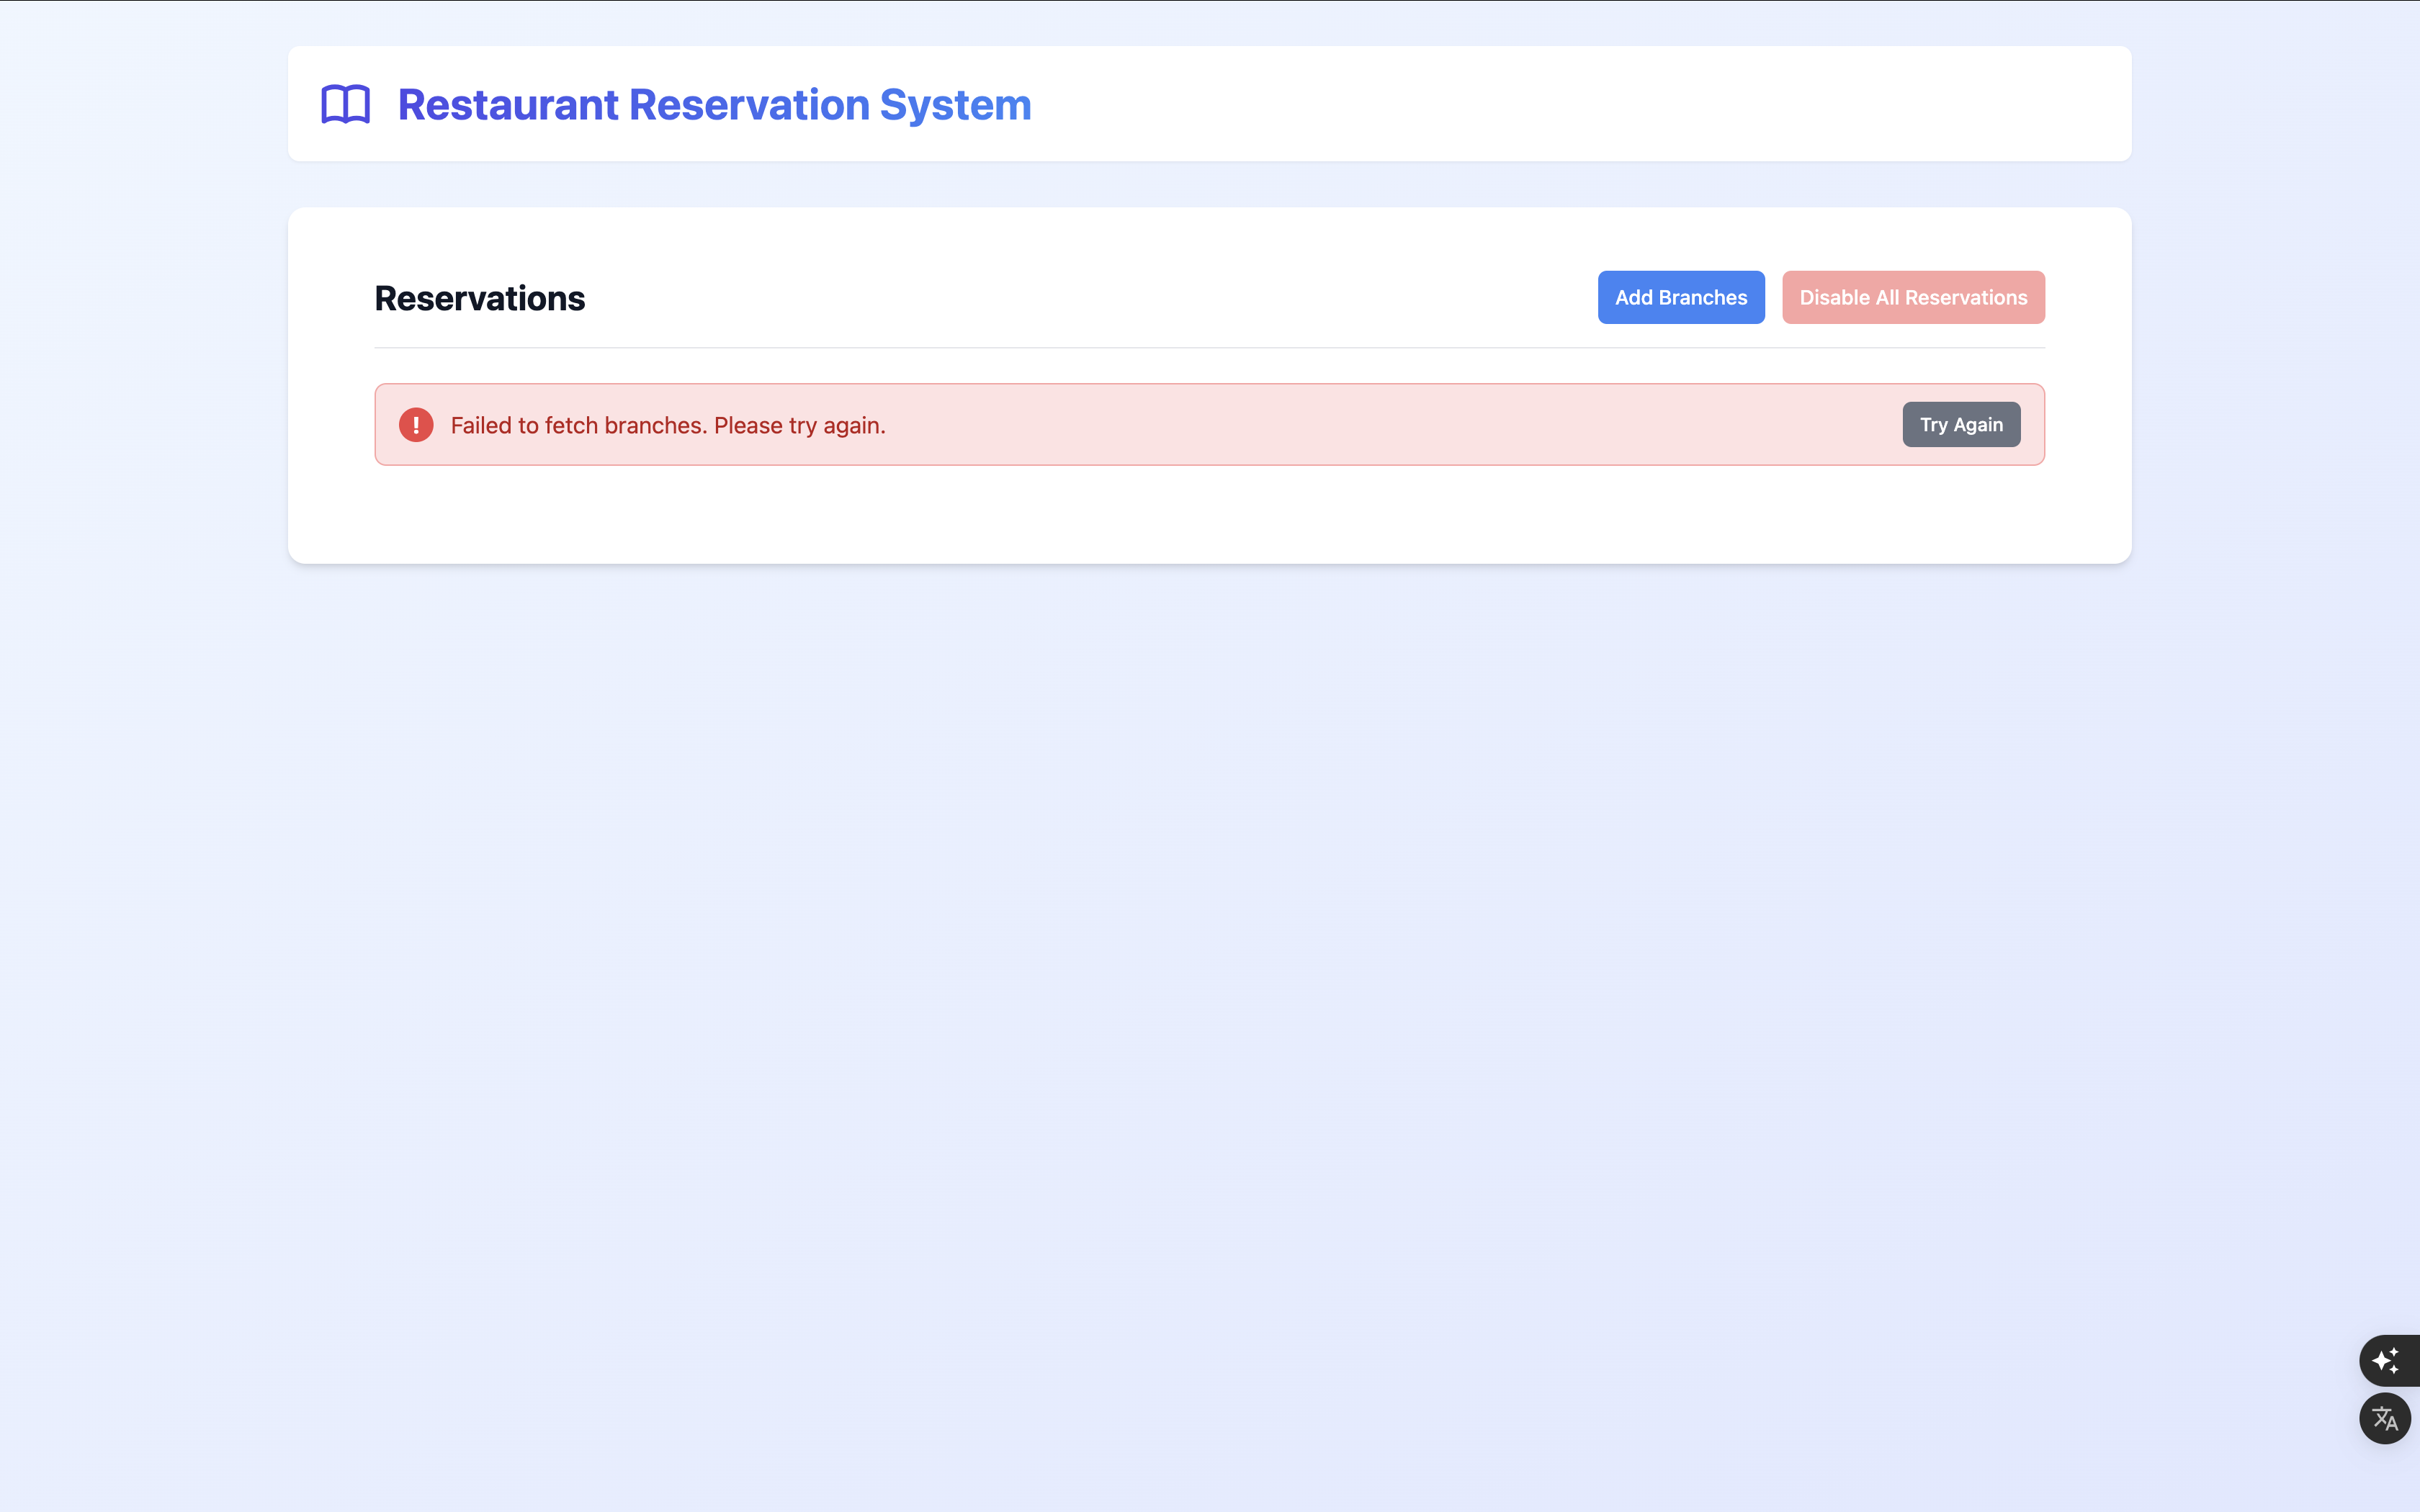 Restaurant Reservation System
Reservations
Add Branches
Disable All Reservations
Failed to fetch branches. Please try again.
Try Again